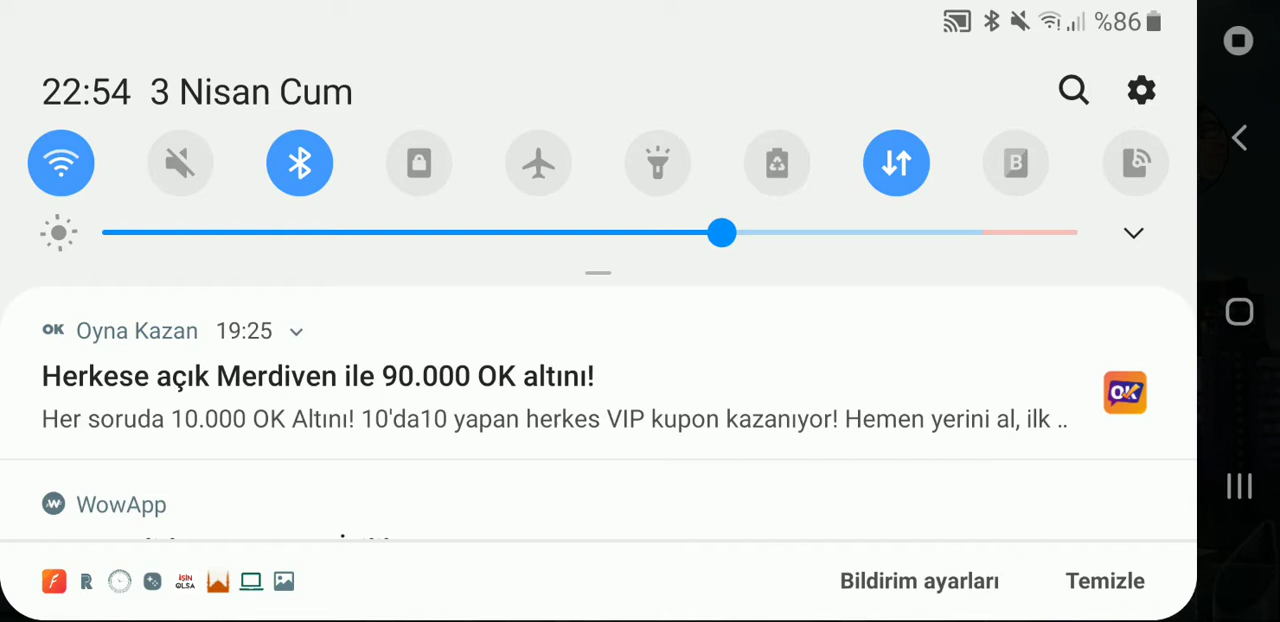 %86
22:54 3 Nisan Cum
B
OK Oyna Kazan 19:25
Herkese açık Merdiven ile 90.000 OK altını!
Her soruda 10.000 OK Altını! 10'da10 yapan herkes VIP kupon kazanıyor! Hemen yerini al, ilk ..
OK
WowApp
İŞİN OLSA
Bildirim ayarları
Temizle